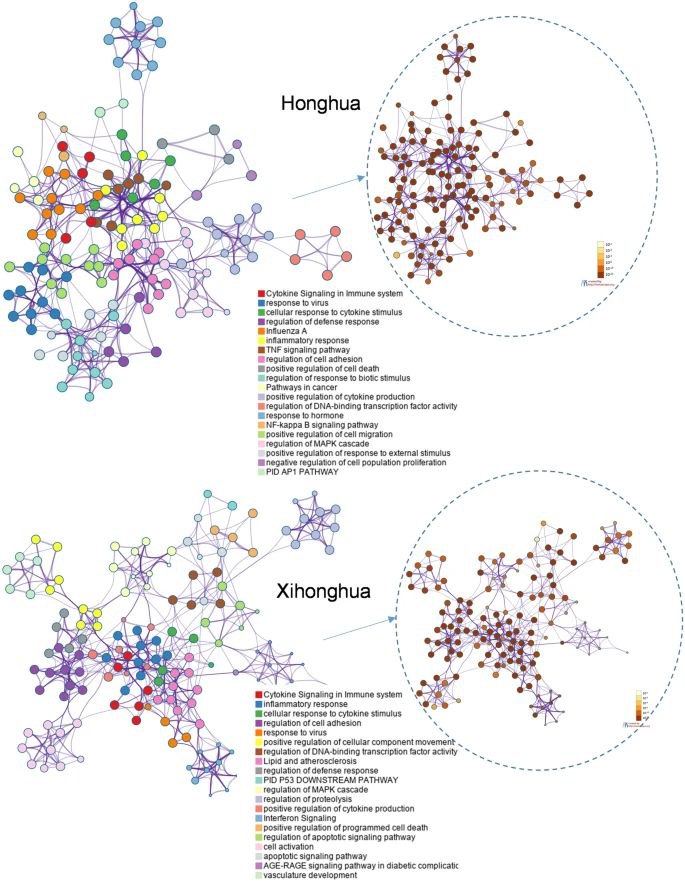 Honghua
Cytokine Signaling in Immune system
response to virus
cellular response to cytokine stimulus
regulation of defense response
Influenza A
inflammatory response
TNF signaling pathway
regulation of cell adhesion
positive regulation of cell death
regulation of response to biotic stimulus
Pathways in cancer
positive regulation of cytokine production
regulation of DNA-binding transcription factor activity
response to hormone
NF-kappa B signaling pathway
positive regulation of cell migration
regulation of MAPK cascade
positive regulation of response to external stimulus
negative regulation of cell population proliferation
PID AP1 PATHWAY
Xihonghua
Cytokine Signaling in Immune system
inflammatory response
cellular response to cytokine stimulus
regulation of cell adhesion
response to virus
positive regulation of cellular component movement
regulation of DNA-binding transcription factor activity
Lipid and atherosclerosis
regulation of defense response
PID P53 DOWNSTREAM PATHWAY
regulation of MAPK cascade
regulation of proteolysis
positive regulation of cytokine production
Interferon Signaling
positive regulation of programmed cell death
regulation of apoptotic signaling pathway
cell activation
apoptotic signaling pathway
AGE-RAGE signaling pathway in diabetic complicatic
vasculature development